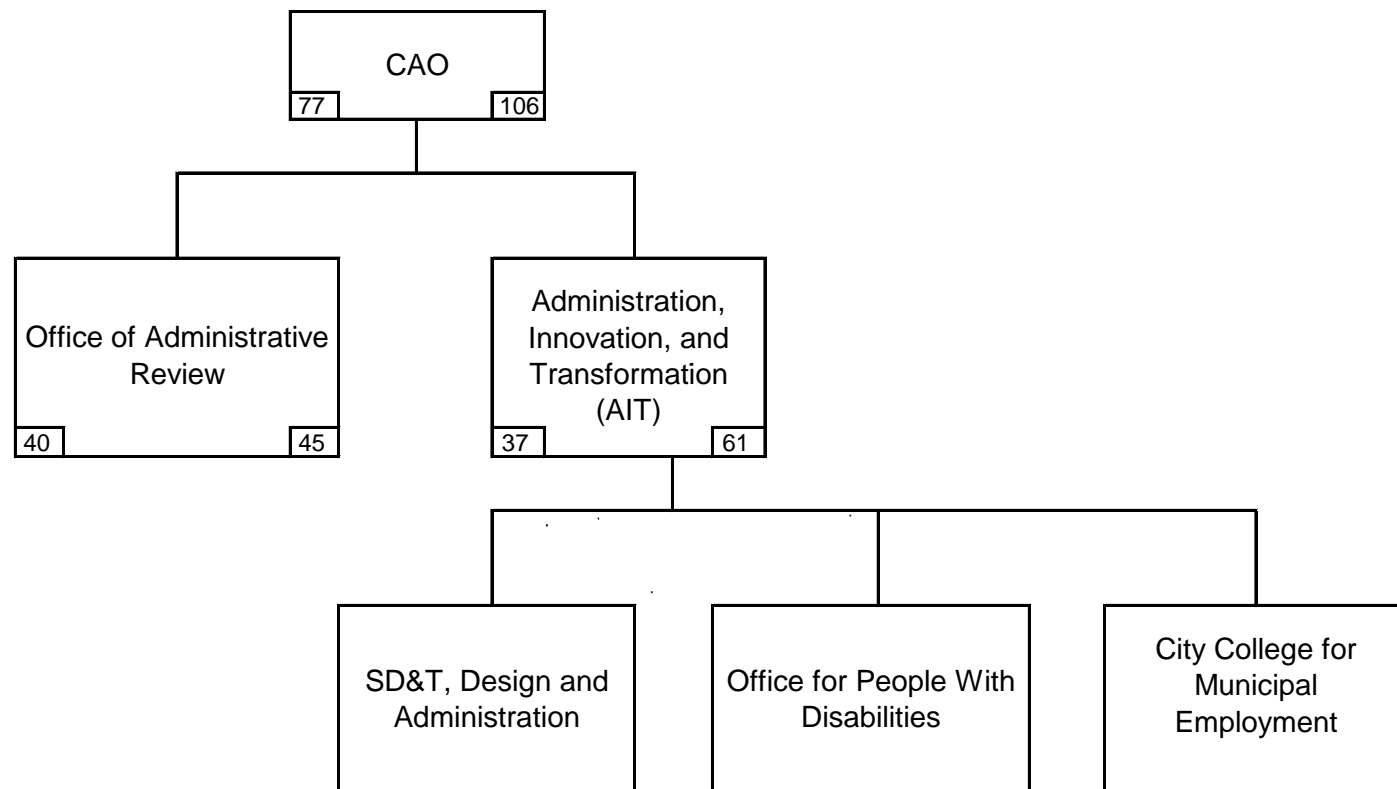 CAO
77
106
Office of Administrative
Review
40
45
Administration,
Innovation, and
Transformation
(AIT)
37
61
SD&T, Design and
Administration
Office for People With
Disabilities
City College for
Municipal
Employment